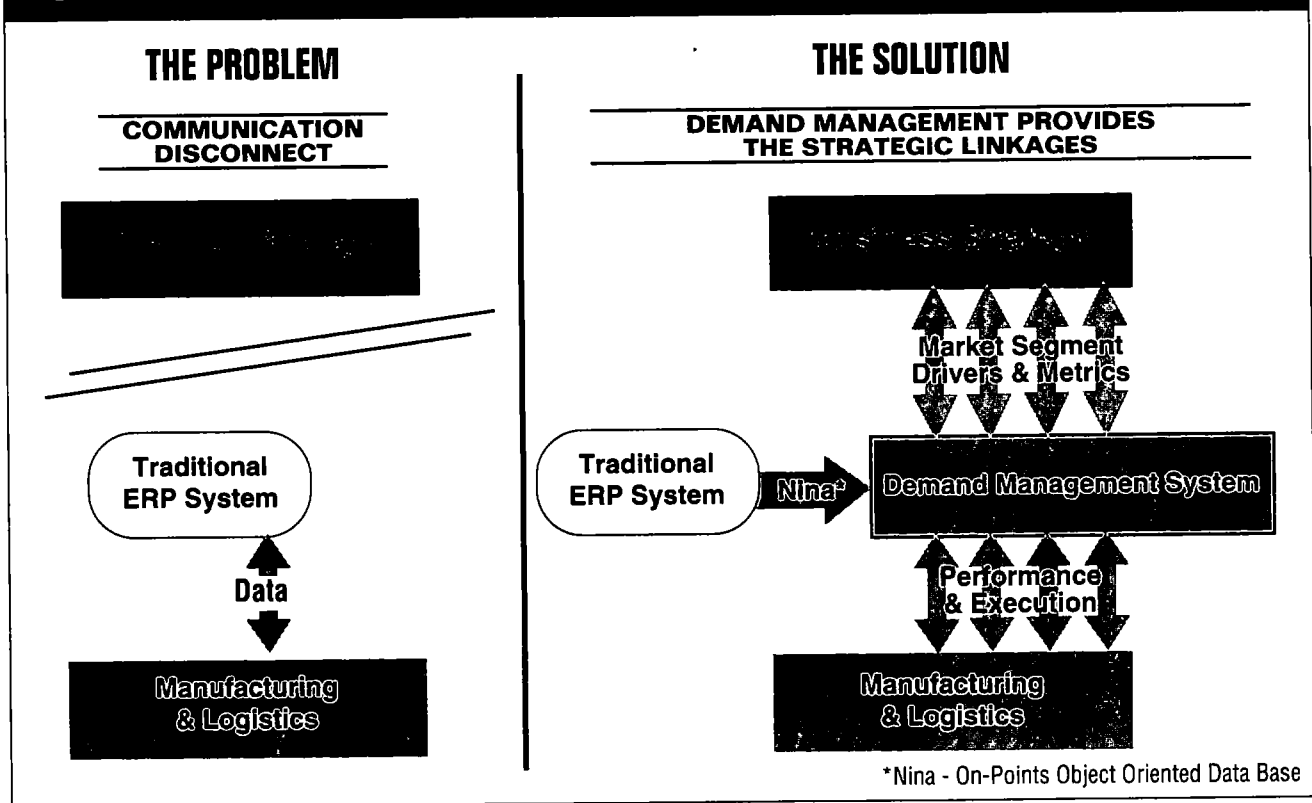 THE PROBLEM
COMMUNICATION
DISCONNECT
Traditional
ERP System
Data
Manufacturing
& Logistics
THE SOLUTION
DEMAND MANAGEMENT PROVIDES
THE STRATEGIC LINKAGES
Market Segment
Drivers & Metrics
Traditional
ERP System
Nina*
Demand Management System
Performance
& Execution
Manufacturing
& Logistics
*Nina - On-Points Object Oriented Data Base